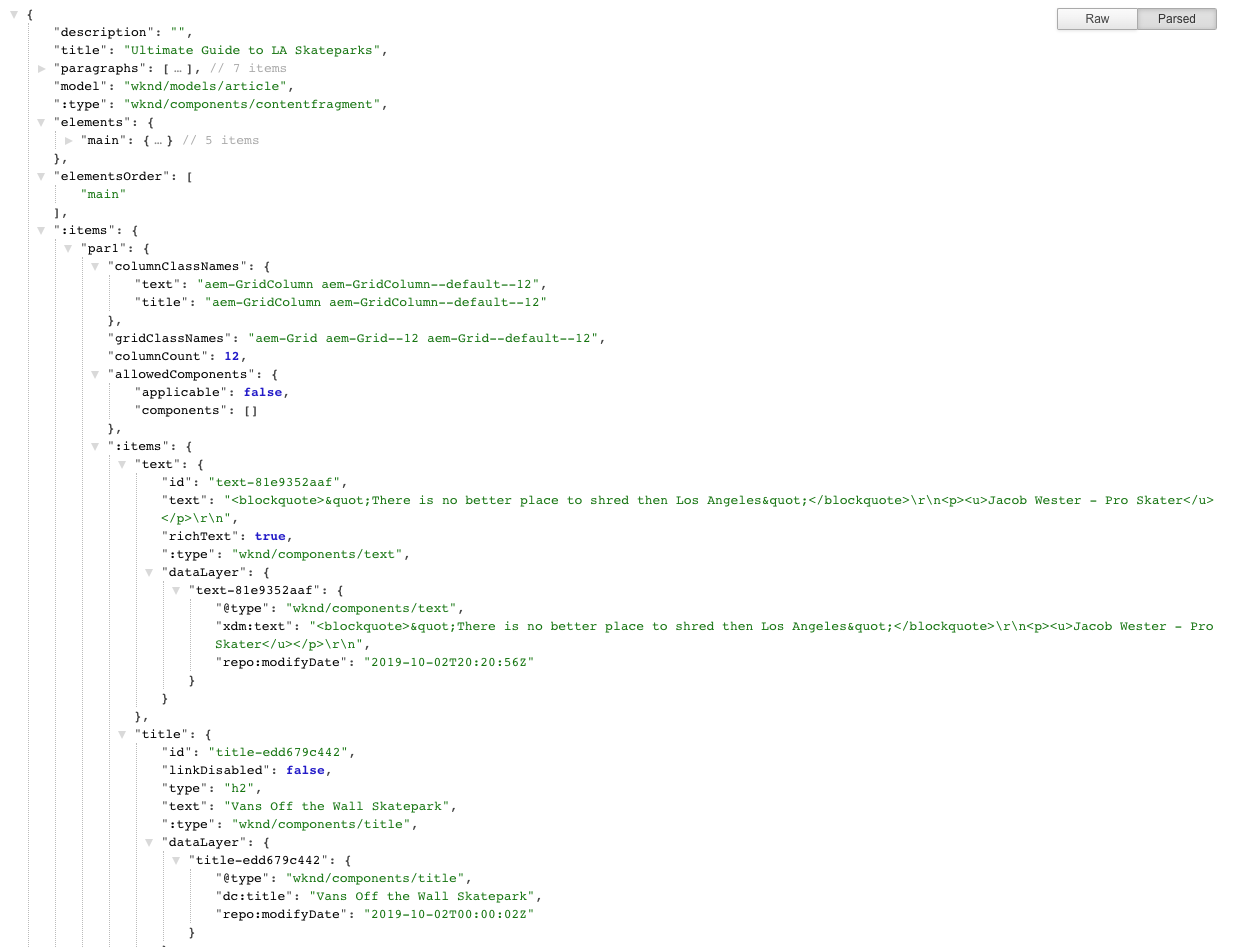 {
Raw Parsed
"description": "",
"title": "Ultimate Guide to LA Skateparks",
"paragraphs": [ … ], // 7 items
"model": "wknd/models/article",
":type": "wknd/components/contentfragment",
"elements": {
"main": { … } // 5 items
},
"elementsOrder": [
"main"
],
":items": {
"par1": {
"columnClassNames": {
"text": "aem-GridColumn aem-GridColumn--default--12",
"title": "aem-GridColumn aem-GridColumn--default--12"
},
"gridClassNames": "aem-Grid aem-Grid--12 aem-Grid--default--12",
"columnCount": 12,
"allowedComponents": {
"applicable": false,
"components": []
},
":items": {
"text": {
"id": "text-81e9352aaf",
"text": "<blockquote>&quot;There is no better place to shred then Los Angeles&quot;</blockquote>\r\n<p><u>Jacob Wester - Pro Skater</u>
</p>\r\n",
"richText": true,
":type": "wknd/components/text",
"dataLayer": {
"text-81e9352aaf": {
"@type": "wknd/components/text",
"xdm:text": "<blockquote>&quot;There is no better place to shred then Los Angeles&quot;</blockquote>\r\n<p><u>Jacob Wester - Pro
Skater</u></p>\r\n",
"repo:modifyDate": "2019-10-02T20:20:56Z"
}
}
},
"title": {
"id": "title-edd679c442",
"linkDisabled": false,
"type": "h2",
"text": "Vans Off the Wall Skatepark",
":type": "wknd/components/title",
"dataLayer": {
"title-edd679c442": {
"@type": "wknd/components/title",
"dc:title": "Vans Off the Wall Skatepark",
"repo:modifyDate": "2019-10-02T00:00:02Z"
}